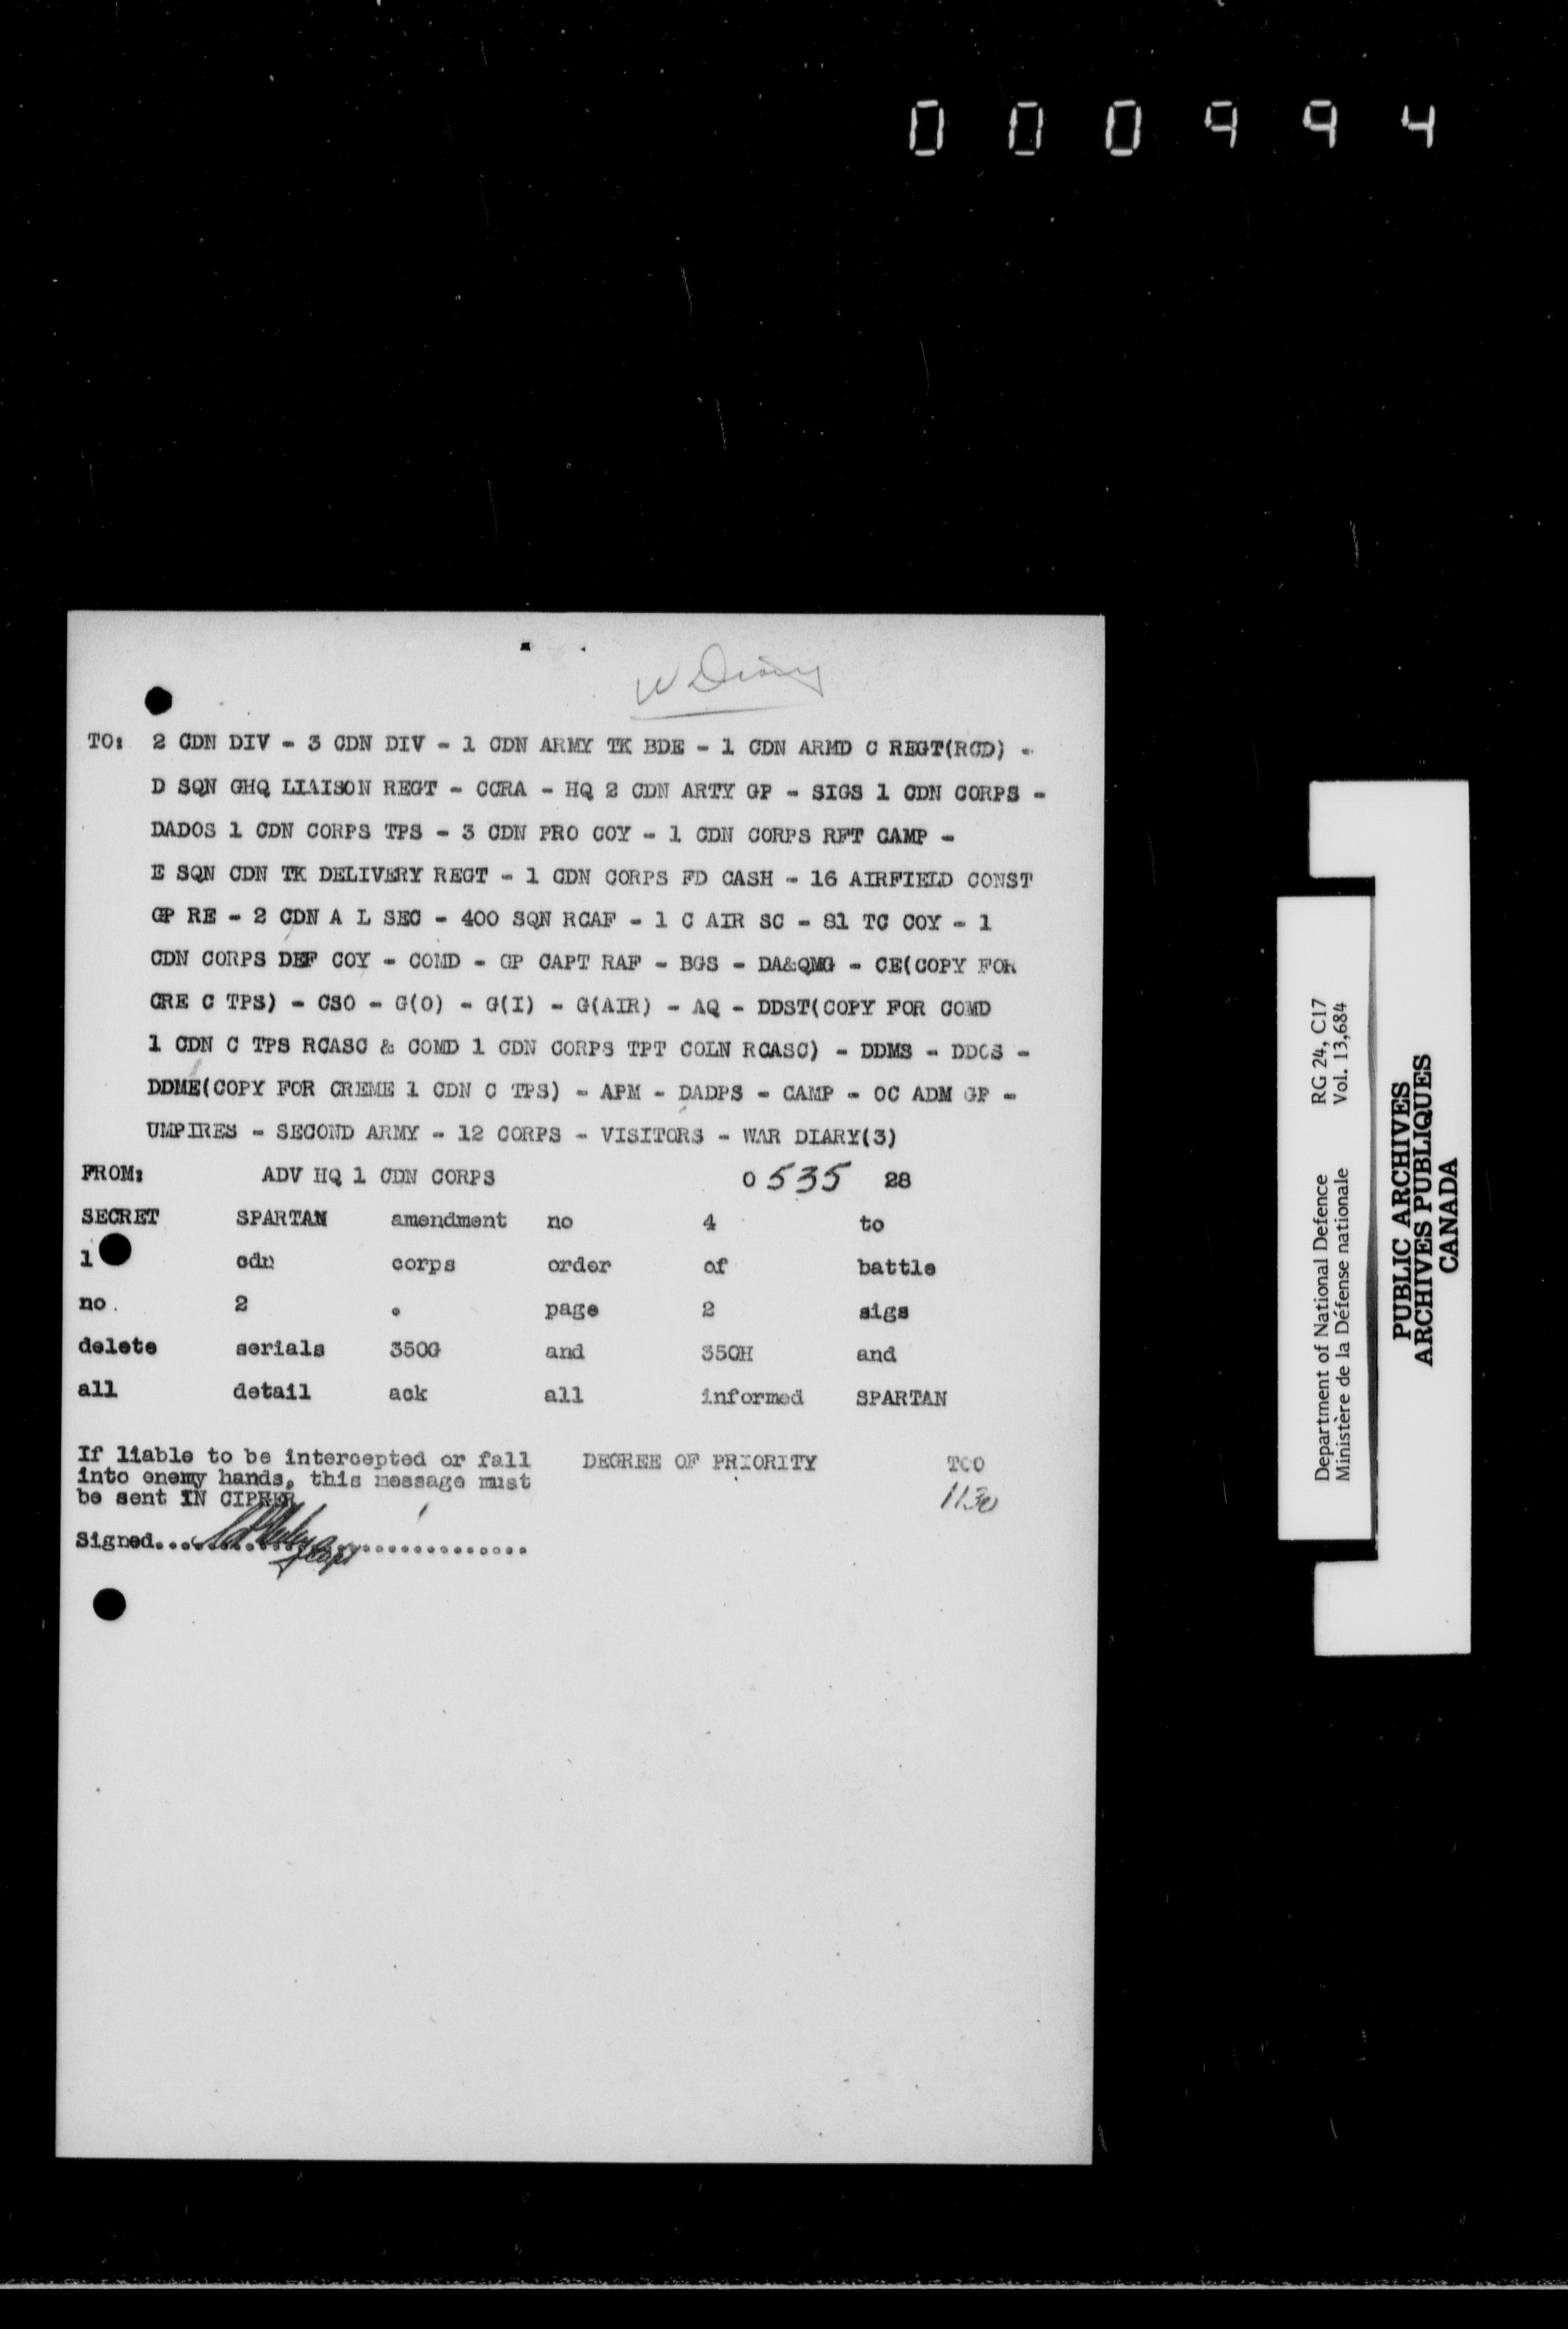 000994
W Diary
TO: 2 CDN DIV - 3 CDN DIV - 1 CDN ARMY TK BDE - 1 CDN ARMD C REGT(RCD) -
D SQN GHQ LIAISON REGT - CCRA - HQ 2 CDN ARTY GP - SIGS 1 CDN CORPS -
DADOS 1 CDN CORPS TPS - 3 CDN PRO COY - 1 CDN CORPS RFT CAMP -
E SQN CDN TK DELIVERY REGT - 1 CDN CORPS FD CASH - 16 AIRFIELD CONST
GP RE - 2 CDN A L SEC - 400 SQN RCAF - 1 C AIR SC - 81 TC COY - 1
CDN CORPS DEF COY - COMD - GP CAPT RAF - BGS - DA&QMG - CE(COPY FOR
CRE C TPS) - CSO - G(O) - G(I) - G(AIR) - AQ - DDST(COPY FOR COMD
1 CDN C TPS RCASC & COMD 1 CDN CORPS TPT COLN RCASC) - DDMS - DDOS -
DDME(COPY FOR CREME 1 CDN C TPS) - APM - DADPS - CAMP - OC ADM GP -
UMPIRES - SECOND ARMY - 12 CORPS - VISITORS - WAR DIARY(3)
FROM: ADV HQ 1 CDN CORPS O 535 28
SECRET SPARTAN amendment no 4 to
1 cdn corps order of battle
no. 2 . page 2 sigs
delete serials 350G and 350H and
all detail ack all informed SPARTAN
If liable to be intercepted or fall DEGREE OF PRIORITY TOO
into enemy hands, this message must
be sent IN CIPHER 1130
Signed..............................
Department of National Defence RG 24, C17
Ministère de la Défense nationale Vol. 13,684
PUBLIC ARCHIVES
ARCHIVES PUBLIQUES
CANADA